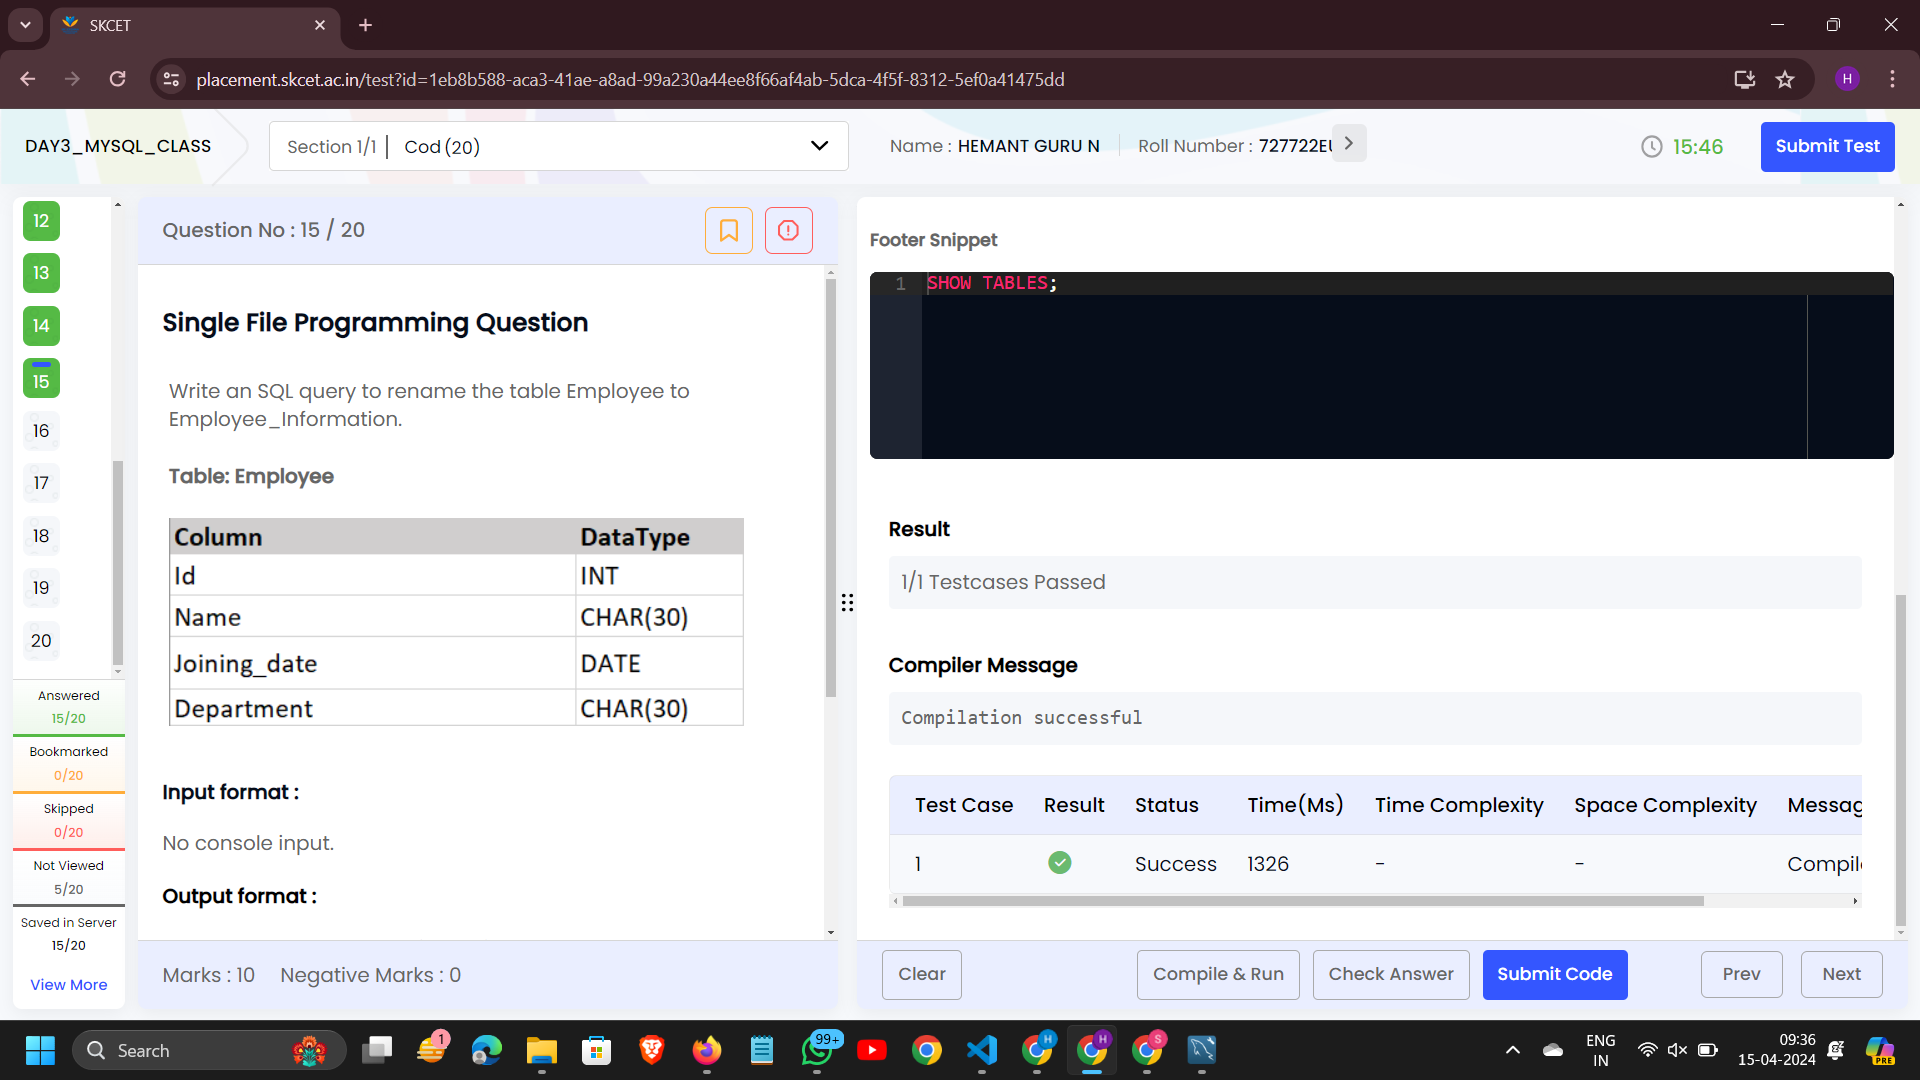 SKCET
placement.skcet.ac.in/test?id=1eb8b588-aca3-41ae-a8ad-99a230a44ee8f66af4ab-5dca-4f5f-8312-5ef0a41475dd
H
DAY3_MYSQL_CLASS
Section 1/1 | Cod (20)
Name : HEMANT GURU N
Roll Number : 727722EU
15:46
Submit Test
12
13
14
15
16
17
18
19
20
Answered
15/20
Bookmarked
0/20
Skipped
0/20
Not Viewed
5/20
Saved in Server
15/20
View More
Question No : 15 / 20
Single File Programming Question
Write an SQL query to rename the table Employee to
Employee_Information.
Table: Employee
Column DataType
Id INT
Name CHAR(30)
Joining_date DATE
Department CHAR(30)
Input format :
No console input.
Output format :
Marks : 10 Negative Marks : 0
Footer Snippet
1 SHOW TABLES;
Result
1/1 Testcases Passed
Compiler Message
Compilation successful
Test Case Result Status Time(Ms) Time Complexity Space Complexity Messag
1 Success 1326 - - Compil
Clear
Compile & Run
Check Answer
Submit Code
Prev
Next
Search
1
99+
H
H
S
ENG
IN
09:36
15-04-2024
PRE